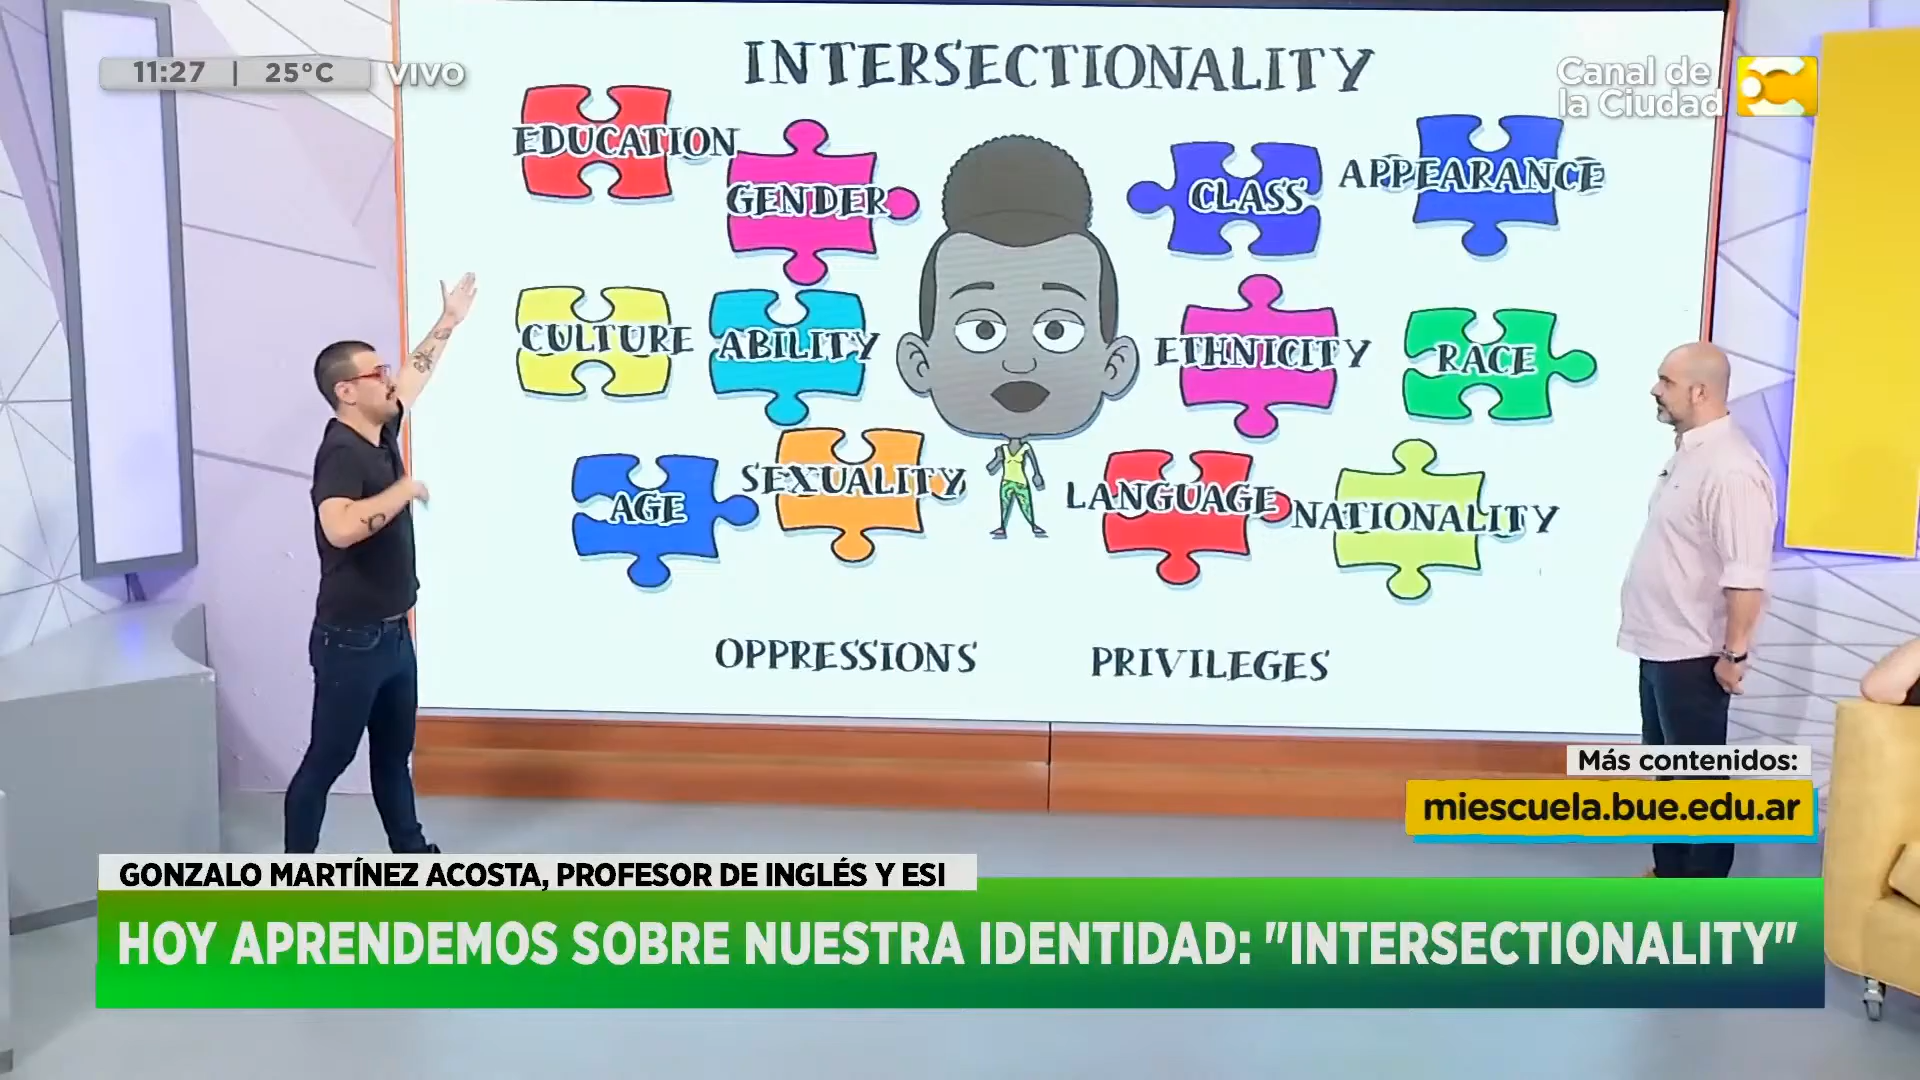 11:27 | 25°C VIVO
Canal de
la Ciudad
INTERSECTIONALITY
EDUCATION
GENDER
CLASS
APPEARANCE
CULTURE
ABILITY
ETHNICITY
RACE
AGE
SEXUALITY
LANGUAGE
NATIONALITY
OPPRESSIONS
PRIVILEGES
Más contenidos:
miescuela.bue.edu.ar
GONZALO MARTÍNEZ ACOSTA, PROFESOR DE INGLÉS Y ESI
HOY APRENDEMOS SOBRE NUESTRA IDENTIDAD: "INTERSECTIONALITY"